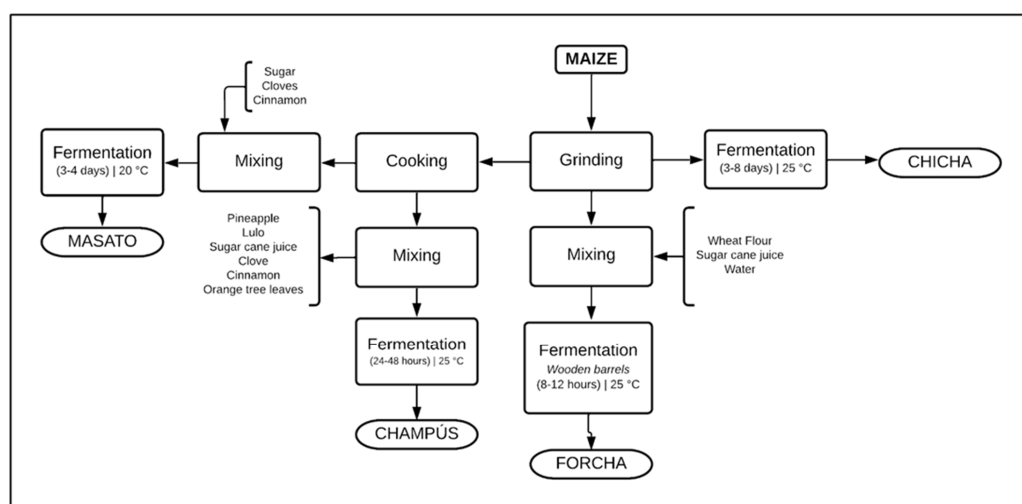 MAIZE
Sugar
Cloves
Cinnamon
Fermentation
(3-4 days) | 20 °C
Mixing
Cooking
Grinding
Fermentation
(3-8 days) | 25 °C
CHICHA
MASATO
Pineapple
Lulo
Sugar cane juice
Clove
Cinnamon
Orange tree leaves
Mixing
Mixing
Wheat Flour
Sugar cane juice
Water
Fermentation
(24-48 hours) | 25 °C
Fermentation
Wooden barrels
(8-12 hours) | 25 °C
CHAMPÚS
FORCHA